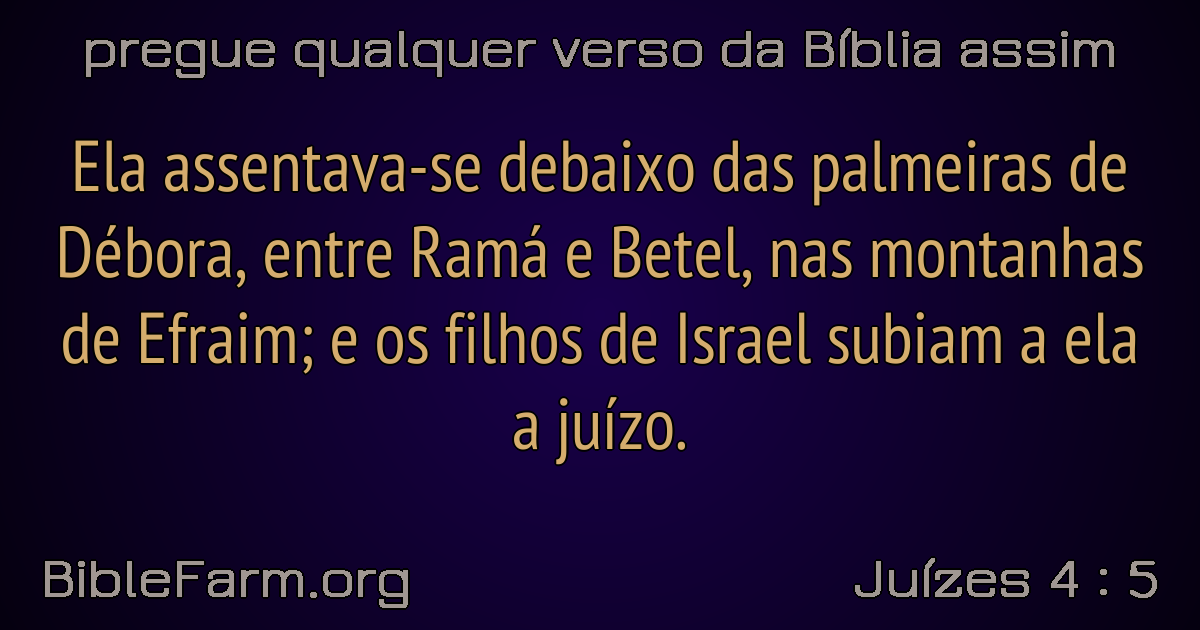 pregue qualquer verso da Bíblia assim
Ela assentava-se debaixo das palmeiras de
Débora, entre Ramá e Betel, nas montanhas
de Efraim; e os filhos de Israel subiam a ela
a juízo.
BibleFarm.org
Juízes 4 : 5